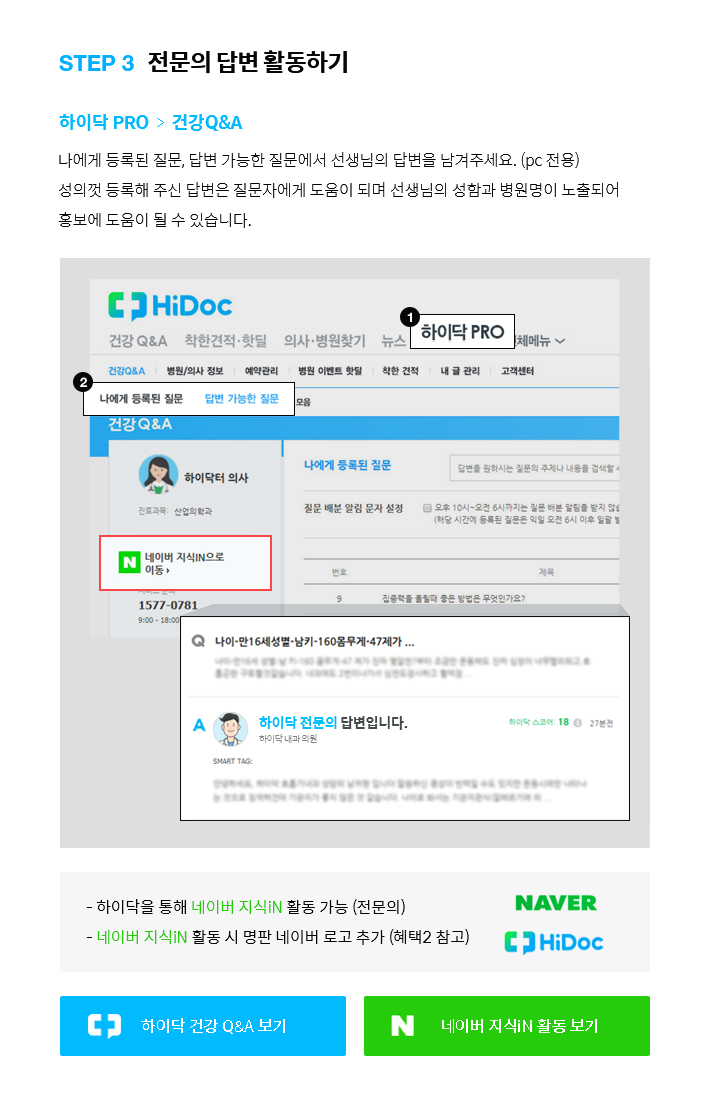 STEP 3 전문의 답변 활동하기
하이닥 PRO > 건강Q&A
나에게 등록된 질문, 답변 가능한 질문에서 선생님의 답변을 남겨주세요. (pc 전용)
성의껏 등록해 주신 답변은 질문자에게 도움이 되며 선생님의 성함과 병원명이 노출되어
홍보에 도움이 될 수 있습니다.
HiDoc
건강 Q&A 착한견적·핫딜 의사·병원찾기 뉴스 1 하이닥 PRO 체메뉴
건강Q&A 병원/의사 정보 예약관리 병원 이벤트 핫딜 착한 견적 내 글 관리 고객센터
2 나에게 등록된 질문 답변 가능한 질문 모음
건강 Q&A
하이닥터 의사
진료과목: 산업의학과
N 네이버 지식iN으로
이동
1577-0781
9:00 - 18:00
나에게 등록된 질문 답변을 원하시는 질문의 주제나 내용을 검색할
질문 배분 알림 문자 설정 오후 10시~오전 6시까지는 질문 배분 알림을 받지 않
(해당 시간에 등록된 질문은 익일 오전 6시 이후 일괄
번호 제목
9 집중력을 올릴때 좋은 방법은 무엇인가요?
Q 나이-만16세성별-남키-160몸무게-47제가 ...
A 하이닥 전문의 답변입니다. 하이닥 스코어: 18 27분전
하이닥 내과 의원
SMART TAG:
- 하이닥을 통해 네이버 지식iN 활동 가능 (전문의)
- 네이버 지식iN 활동 시 명판 네이버 로고 추가 (혜택2 참고)
NAVER
HiDoc
하이닥 건강 Q&A 보기
N 네이버 지식iN 활동 보기